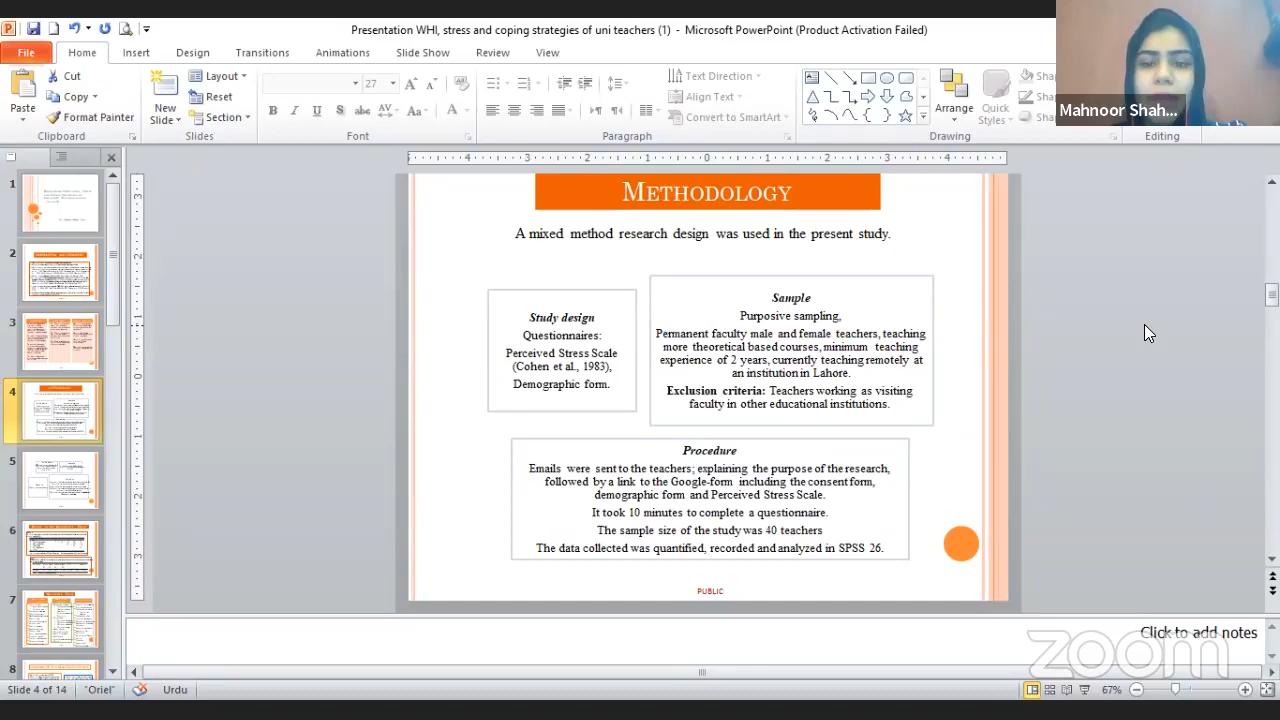 Presentation WHI, stress and coping strategies of uni teachers (1) - Microsoft PowerPoint (Product Activation Failed)
File Home Insert Design Transitions Animations Slide Show Review View
Paste
Cut
Copy
Format Painter
Clipboard
New Slide
Layout
Reset
Section
Slides
27
Font
Text Direction
Align Text
Convert to SmartArt
Paragraph
Arrange
Quick Styles
Drawing
Editing
Mahnoor Shah...
1
2
3
4
5
6
7
8
METHODOLOGY
A mixed method research design was used in the present study.
Study design
Questionnaires:
Perceived Stress Scale
(Cohen et al., 1983),
Demographic form.
Sample
Purposive sampling,
Permanent faculty male and female teachers, teaching
more theoretical based courses, minimum teaching
experience of 2 years, currently teaching remotely at
an institution in Lahore.
Exclusion criteria: Teachers working as visiting
faculty in other educational institutions.
Procedure
Emails were sent to the teachers; explaining the purpose of the research,
followed by a link to the Google-form including the consent form,
demographic form and Perceived Stress Scale.
It took 10 minutes to complete a questionnaire.
The sample size of the study was 40 teachers
The data collected was quantified, recorded and analyzed in SPSS 26.
PUBLIC
Click to add notes
zoom
Slide 4 of 14 "Oriel" Urdu 67%